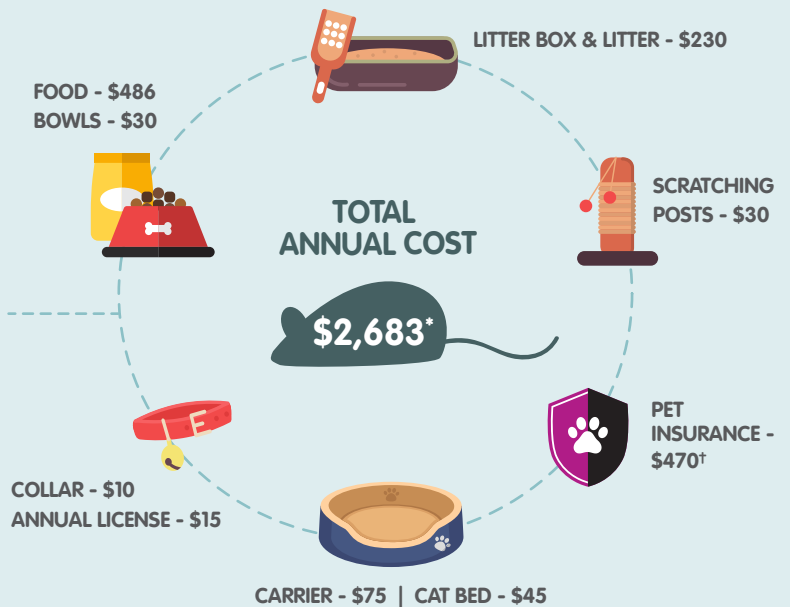 LITTER BOX & LITTER - $230
FOOD - $486
BOWLS - $30
SCRATCHING
POSTS - $30
TOTAL
ANNUAL COST
$2,683*
PET
INSURANCE -
$470†
COLLAR - $10
ANNUAL LICENSE - $15
CARRIER - $75 | CAT BED - $45